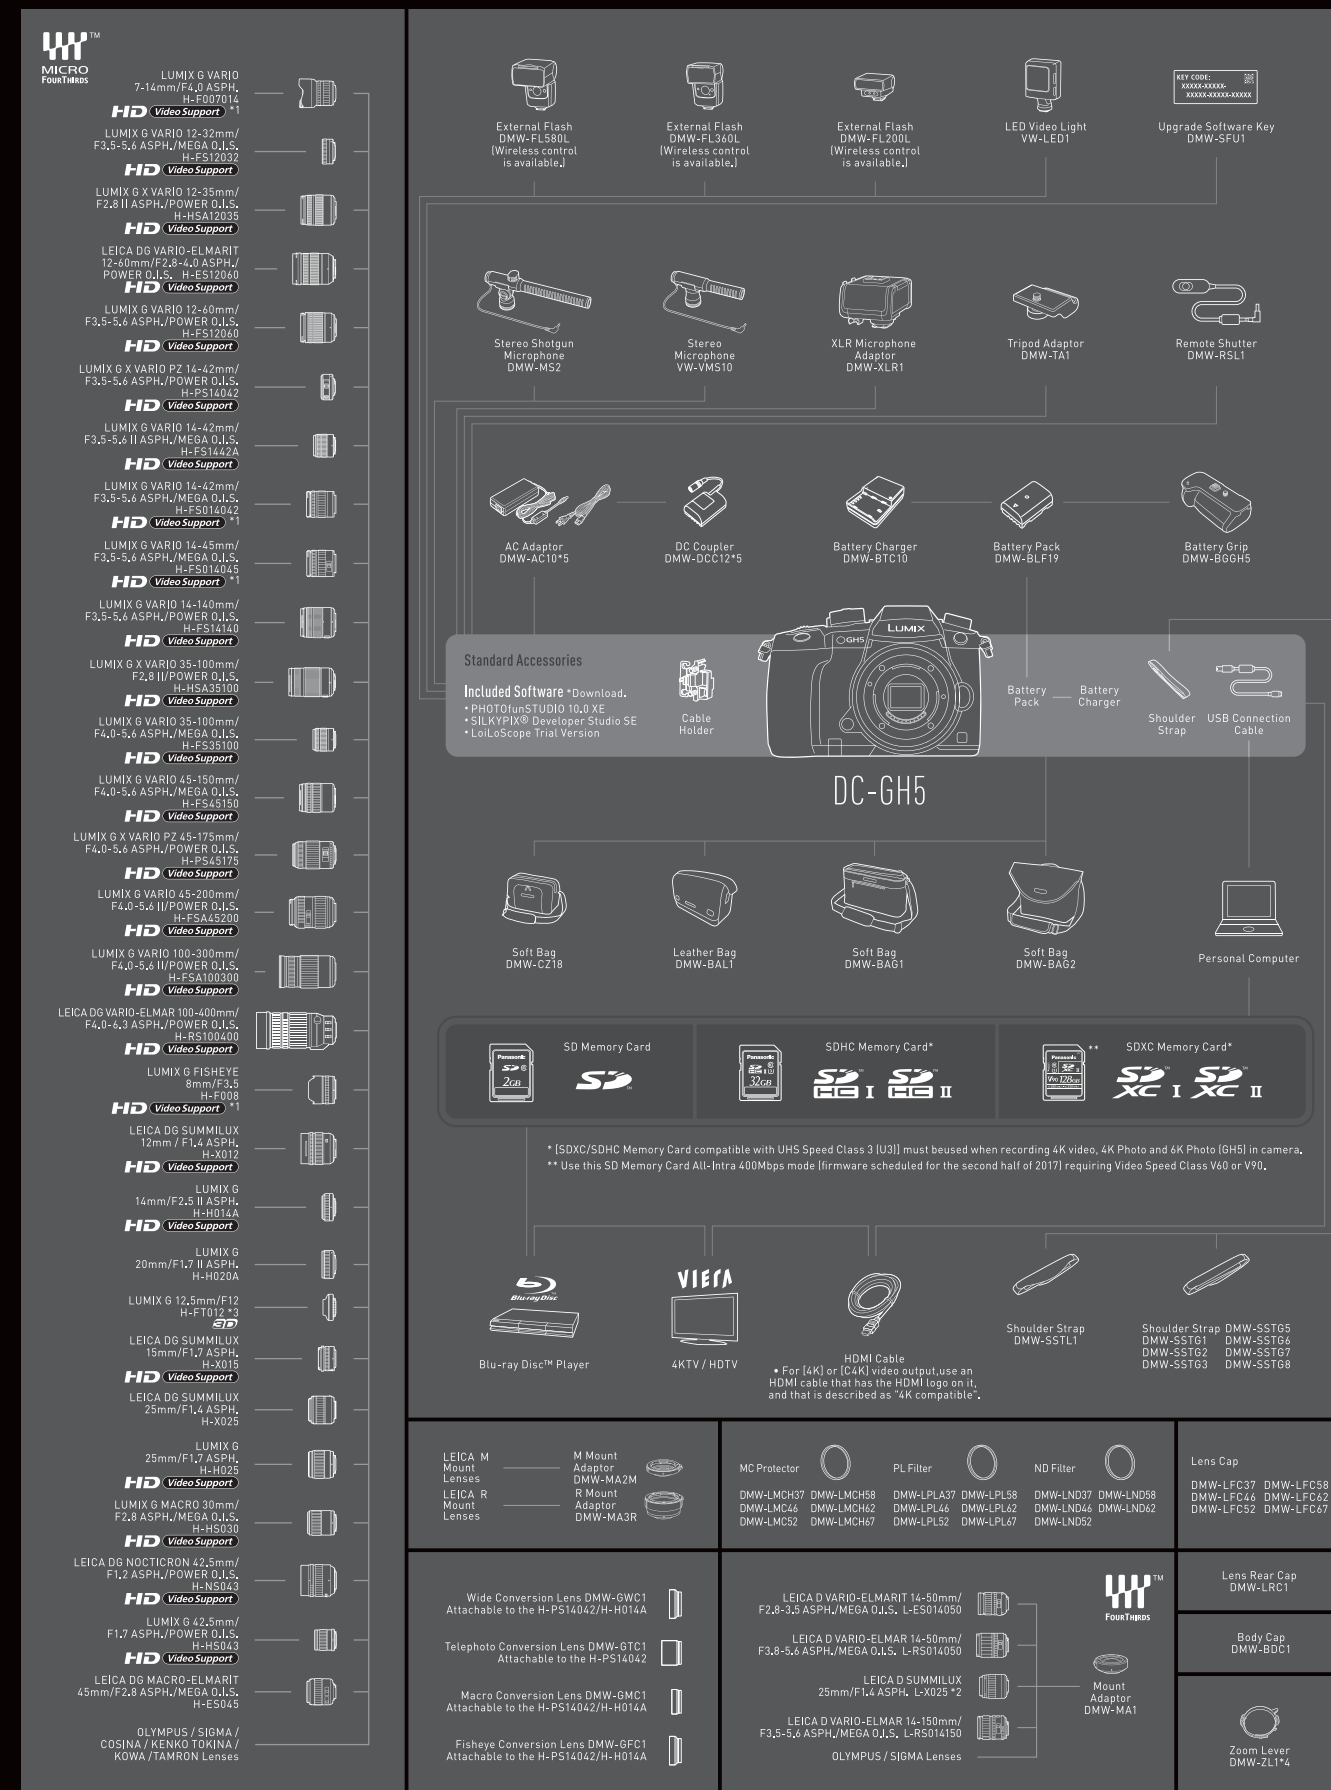 TM
MICRO
FOURTHIRDS
LUMIX G VARIO
7-14mm/F4.0 ASPH.
H-F007014
HD Video Support *1
LUMIX G VARIO 12-32mm/
F3.5-5.6 ASPH./MEGA O.I.S.
H-FS12032
HD Video Support
LUMIX G X VARIO 12-35mm/
F2.8 II ASPH./POWER O.I.S.
H-HSA12035
HD Video Support
LEICA DG VARIO-ELMARIT
12-60mm/F2.8-4.0 ASPH./
POWER O.I.S. H-ES12060
HD Video Support
LUMIX G VARIO 12-60mm/
F3.5-5.6 ASPH./POWER O.I.S.
H-FS12060
HD Video Support
LUMIX G X VARIO PZ 14-42mm/
F3.5-5.6 ASPH./POWER O.I.S.
H-PS14042
HD Video Support
LUMIX G VARIO 14-42mm/
F3.5-5.6 II ASPH./MEGA O.I.S.
H-FS1442A
HD Video Support
LUMIX G VARIO 14-42mm/
F3.5-5.6 ASPH./MEGA O.I.S.
H-FS014042
HD Video Support *1
LUMIX G VARIO 14-45mm/
F3.5-5.6 ASPH./MEGA O.I.S.
H-FS014045
HD Video Support *1
LUMIX G VARIO 14-140mm/
F3.5-5.6 ASPH./POWER O.I.S.
H-FS14140
HD Video Support
LUMIX G X VARIO 35-100mm/
F2.8 II/POWER O.I.S.
H-HSA35100
HD Video Support
LUMIX G VARIO 35-100mm/
F4.0-5.6 ASPH./MEGA O.I.S.
H-FS35100
HD Video Support
LUMIX G VARIO 45-150mm/
F4.0-5.6 ASPH./MEGA O.I.S.
H-FS45150
HD Video Support
LUMIX G X VARIO PZ 45-175mm/
F4.0-5.6 ASPH./POWER O.I.S.
H-PS45175
HD Video Support
LUMIX G VARIO 45-200mm/
F4.0-5.6 II/POWER O.I.S.
H-FSA45200
HD Video Support
LUMIX G VARIO 100-300mm/
F4.0-5.6 II/POWER O.I.S.
H-FSA100300
HD Video Support
LEICA DG VARIO-ELMAR 100-400mm/
F4.0-6.3 ASPH./POWER O.I.S.
H-RS100400
HD Video Support
LUMIX G FISHEYE
8mm/F3.5
H-F008
HD Video Support *1
LEICA DG SUMMILUX
12mm / F1.4 ASPH.
H-X012
HD Video Support
LUMIX G
14mm/F2.5 II ASPH.
H-H014A
HD Video Support
LUMIX G
20mm/F1.7 II ASPH.
H-H020A
LUMIX G 12.5mm/F12
H-FT012 *3
3D
LEICA DG SUMMILUX
15mm/F1.7 ASPH.
H-X015
HD Video Support
LEICA DG SUMMILUX
25mm/F1.4 ASPH.
H-X025
LUMIX G
25mm/F1.7 ASPH.
H-H025
HD Video Support
LUMIX G MACRO 30mm/
F2.8 ASPH./MEGA O.I.S.
H-HS030
HD Video Support
LEICA DG NOCTICRON 42.5mm/
F1.2 ASPH./POWER O.I.S.
H-NS043
HD Video Support
LUMIX G 42.5mm/
F1.7 ASPH./POWER O.I.S.
H-HS043
HD Video Support
LEICA DG MACRO-ELMARIT
45mm/F2.8 ASPH./MEGA O.I.S.
H-ES045
OLYMPUS / SIGMA /
COSINA / KENKO TOKINA /
KOWA /TAMRON Lenses
External Flash
DMW-FL580L
(Wireless control
is available.)
External Flash
DMW-FL360L
(Wireless control
is available.)
External Flash
DMW-FL200L
(Wireless control
is available.)
LED Video Light
VW-LED1
KEY CODE:
XXXXX-XXXXX-
XXXXX-XXXXX-XXXXX
Upgrade Software Key
DMW-SFU1
Stereo Shotgun
Microphone
DMW-MS2
Stereo
Microphone
VW-VMS10
XLR Microphone
Adaptor
DMW-XLR1
Tripod Adaptor
DMW-TA1
Remote Shutter
DMW-RSL1
AC Adaptor
DMW-AC10*5
DC Coupler
DMW-DCC12*5
Battery Charger
DMW-BTC10
Battery Pack
DMW-BLF19
Battery Grip
DMW-BGGH5
Standard Accessories
Included Software *Download.
• PHOTOfunSTUDIO 10.0 XE
• SILKYPIX® Developer Studio SE
• LoiLoScope Trial Version
Cable
Holder
LUMIX
GH5
Battery
Pack
Battery
Charger
Shoulder
Strap
USB Connection
Cable
DC-GH5
Soft Bag
DMW-CZ18
Leather Bag
DMW-BAL1
Soft Bag
DMW-BAG1
Soft Bag
DMW-BAG2
Personal Computer
Panasonic
2GB
SD Memory Card
SD
Panasonic
32GB
SDHC Memory Card*
SDHC I SDHC II
Panasonic
V90 128GB
**
SDXC Memory Card*
SDXC I SDXC II
* [SDXC/SDHC Memory Card compatible with UHS Speed Class 3 (U3)] must beused when recording 4K video, 4K Photo and 6K Photo (GH5) in camera.
** Use this SD Memory Card All-Intra 400Mbps mode (firmware scheduled for the second half of 2017) requiring Video Speed Class V60 or V90.
Blu-ray Disc
Blu-ray Disc™ Player
VIERA
4KTV / HDTV
HDMI Cable
• For [4K] or [C4K] video output,use an
HDMI cable that has the HDMI logo on it,
and that is described as "4K compatible".
Shoulder Strap
DMW-SSTL1
Shoulder Strap DMW-SSTG5
DMW-SSTG1 DMW-SSTG6
DMW-SSTG2 DMW-SSTG7
DMW-SSTG3 DMW-SSTG8
LEICA M
Mount
Lenses
M Mount
Adaptor
DMW-MA2M
LEICA R
Mount
Lenses
R Mount
Adaptor
DMW-MA3R
MC Protector
DMW-LMCH37 DMW-LMCH58
DMW-LMC46 DMW-LMCH62
DMW-LMC52 DMW-LMCH67
PL Filter
DMW-LPLA37 DMW-LPL58
DMW-LPL46 DMW-LPL62
DMW-LPL52 DMW-LPL67
ND Filter
DMW-LND37 DMW-LND58
DMW-LND46 DMW-LND62
DMW-LND52
Lens Cap
DMW-LFC37 DMW-LFC58
DMW-LFC46 DMW-LFC62
DMW-LFC52 DMW-LFC67
Wide Conversion Lens DMW-GWC1
Attachable to the H-PS14042/H-H014A
Telephoto Conversion Lens DMW-GTC1
Attachable to the H-PS14042
Macro Conversion Lens DMW-GMC1
Attachable to the H-PS14042/H-H014A
Fisheye Conversion Lens DMW-GFC1
Attachable to the H-PS14042/H-H014A
LEICA D VARIO-ELMARIT 14-50mm/
F2.8-3.5 ASPH./MEGA O.I.S. L-ES014050
LEICA D VARIO-ELMAR 14-50mm/
F3.8-5.6 ASPH./MEGA O.I.S. L-RS014050
LEICA D SUMMILUX
25mm/F1.4 ASPH. L-X025 *2
LEICA D VARIO-ELMAR 14-150mm/
F3.5-5.6 ASPH./MEGA O.I.S. L-RS014150
OLYMPUS / SIGMA Lenses
TM
FOURTHIRDS
Mount
Adaptor
DMW-MA1
Lens Rear Cap
DMW-LRC1
Body Cap
DMW-BDC1
Zoom Lever
DMW-ZL1*4